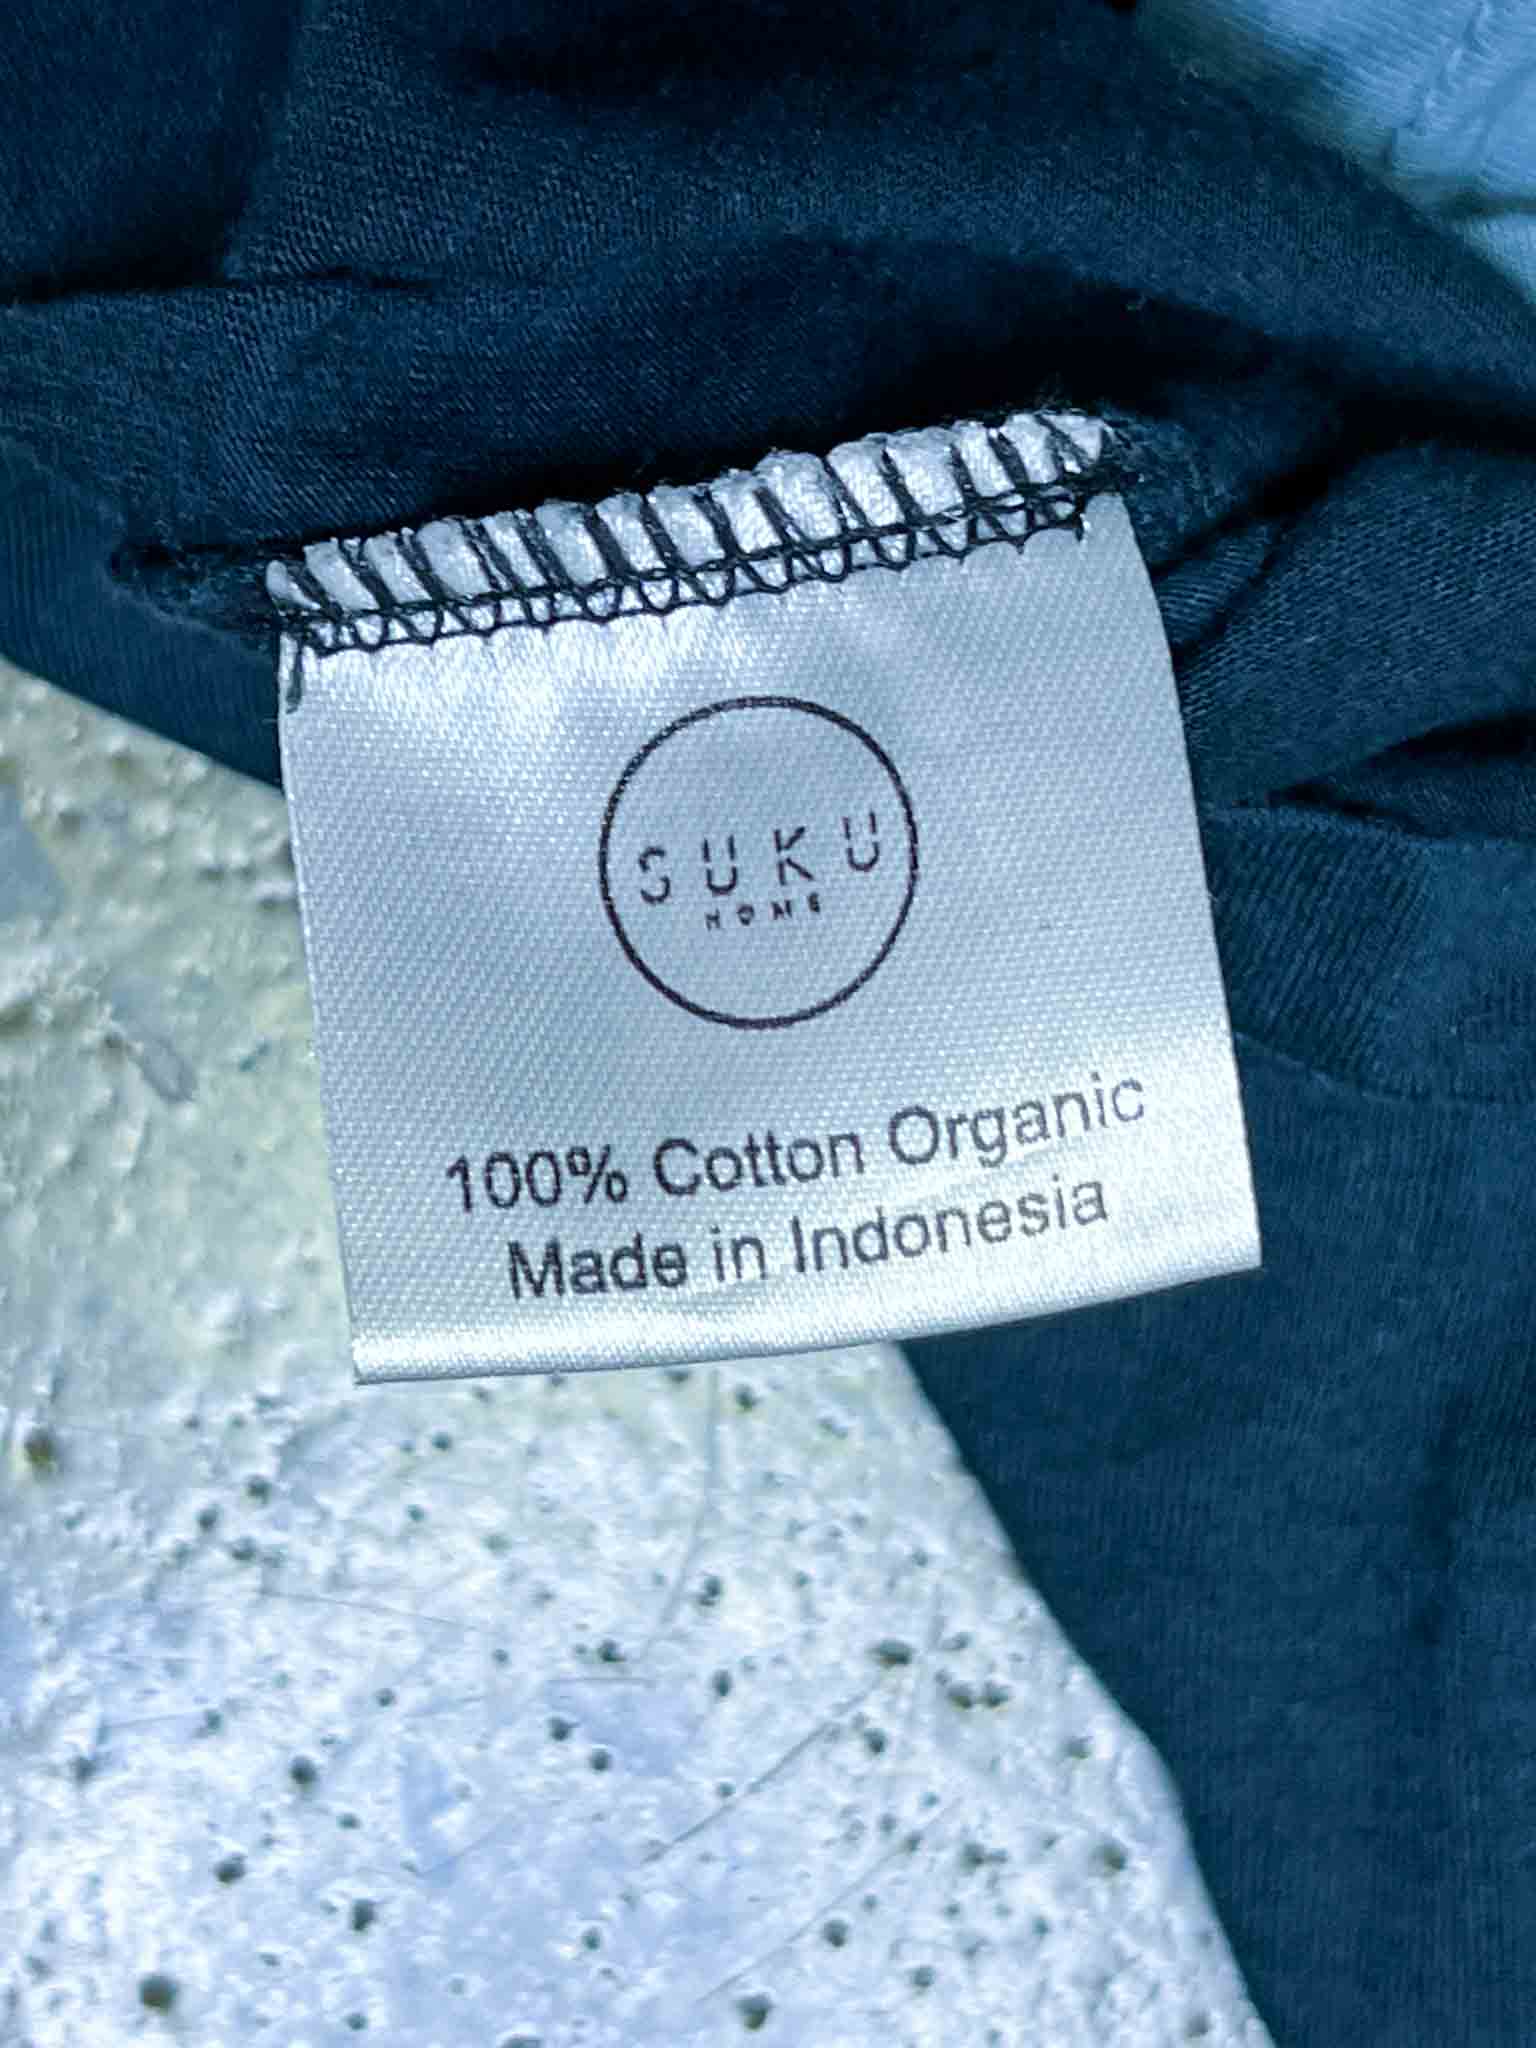 SUKU
HOME
100% Cotton Organic
Made in Indonesia